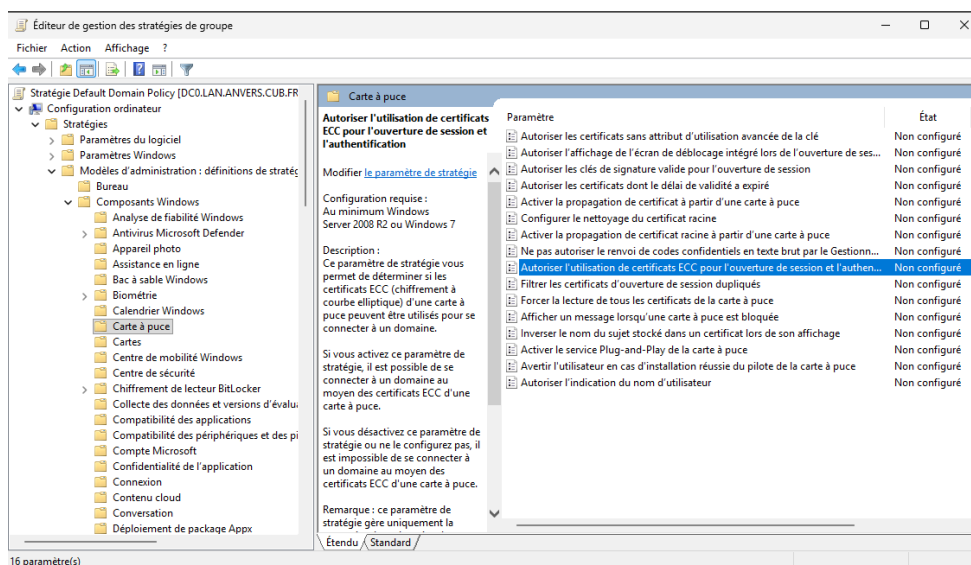 Éditeur de gestion des stratégies de groupe
Fichier Action Affichage ?
Stratégie Default Domain Policy [DC0.LAN.ANVERS.CUB.FR
Configuration ordinateur
Stratégies
Paramètres du logiciel
Paramètres Windows
Modèles d'administration : définitions de stratég
Bureau
Composants Windows
Analyse de fiabilité Windows
Antivirus Microsoft Defender
Appareil photo
Assistance en ligne
Bac à sable Windows
Biométrie
Calendrier Windows
Carte à puce
Cartes
Centre de mobilité Windows
Centre de sécurité
Chiffrement de lecteur BitLocker
Collecte des données et versions d'évalua
Compatibilité des applications
Compatibilité des périphériques et des pi
Compte Microsoft
Confidentialité de l'application
Connexion
Contenu cloud
Conversation
Déploiement de package Appx
Carte à puce
Autoriser l'utilisation de certificats
ECC pour l'ouverture de session et
l'authentification
Modifier le paramètre de stratégie
Configuration requise :
Au minimum Windows
Server 2008 R2 ou Windows 7
Description :
Ce paramètre de stratégie vous
permet de déterminer si les
certificats ECC (chiffrement à
courbe elliptique) d'une carte à
puce peuvent être utilisés pour se
connecter à un domaine.
Si vous activez ce paramètre de
stratégie, il est possible de se
connecter à un domaine au
moyen des certificats ECC d'une
carte à puce.
Si vous désactivez ce paramètre de
stratégie ou ne le configurez pas, il
est impossible de se connecter à
un domaine au moyen des
certificats ECC d'une carte à puce.
Remarque : ce paramètre de
stratégie gère uniquement la
Paramètre État
Autoriser les certificats sans attribut d'utilisation avancée de la clé Non configuré
Autoriser l'affichage de l'écran de déblocage intégré lors de l'ouverture de ses... Non configuré
Autoriser les clés de signature valide pour l'ouverture de session Non configuré
Autoriser les certificats dont le délai de validité a expiré Non configuré
Activer la propagation de certificat à partir d'une carte à puce Non configuré
Configurer le nettoyage du certificat racine Non configuré
Activer la propagation de certificat racine à partir d'une carte à puce Non configuré
Ne pas autoriser le renvoi de codes confidentiels en texte brut par le Gestionn... Non configuré
Autoriser l'utilisation de certificats ECC pour l'ouverture de session et l'authen... Non configuré
Filtrer les certificats d'ouverture de session dupliqués Non configuré
Forcer la lecture de tous les certificats de la carte à puce Non configuré
Afficher un message lorsqu'une carte à puce est bloquée Non configuré
Inverser le nom du sujet stocké dans un certificat lors de son affichage Non configuré
Activer le service Plug-and-Play de la carte à puce Non configuré
Avertir l'utilisateur en cas d'installation réussie du pilote de la carte à puce Non configuré
Autoriser l'indication du nom d'utilisateur Non configuré
Étendu Standard
16 paramètre(s)